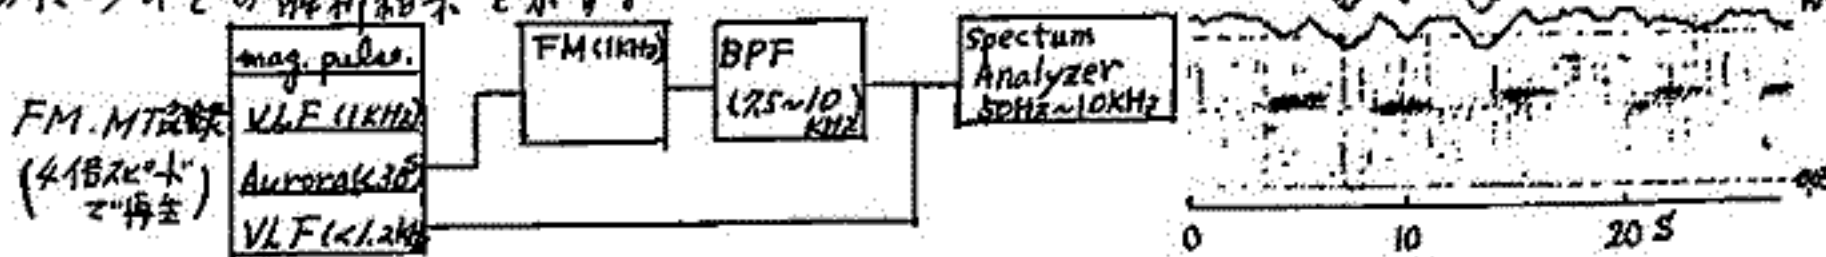 mag. pulse.
VLF (1KHz)
Aurora(<30S)
VLF(<1.2kHz
FM.MT記録
(4倍スピード
で再生)
FM(1KHz)
BPF
(7.5~10
KHz)
Spectum
Analyzer
50Hz~10KHz
0 10 20 S